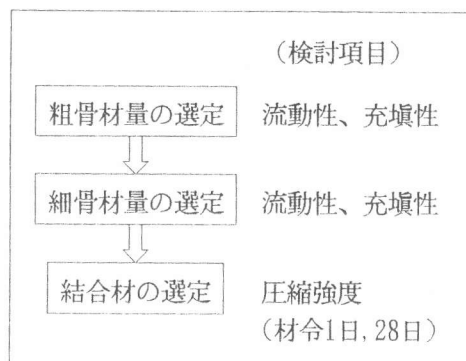 （検討項目）
粗骨材量の選定 流動性、充塡性
細骨材量の選定 流動性、充塡性
結合材の選定 圧縮強度
（材令1日, 28日）